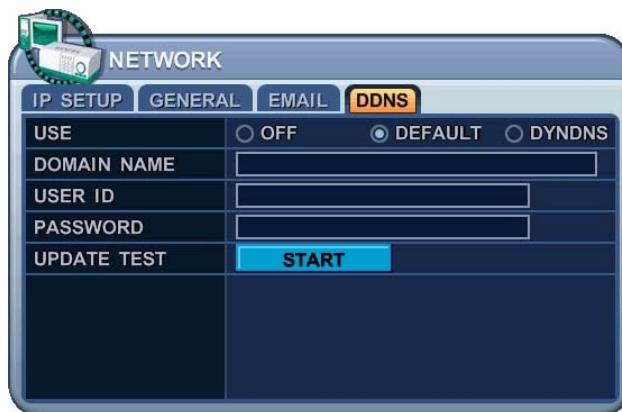 NETWORK
IP SETUP GENERAL EMAIL DDNS
USE OFF DEFAULT DYNDNS
DOMAIN NAME
USER ID
PASSWORD
UPDATE TEST START